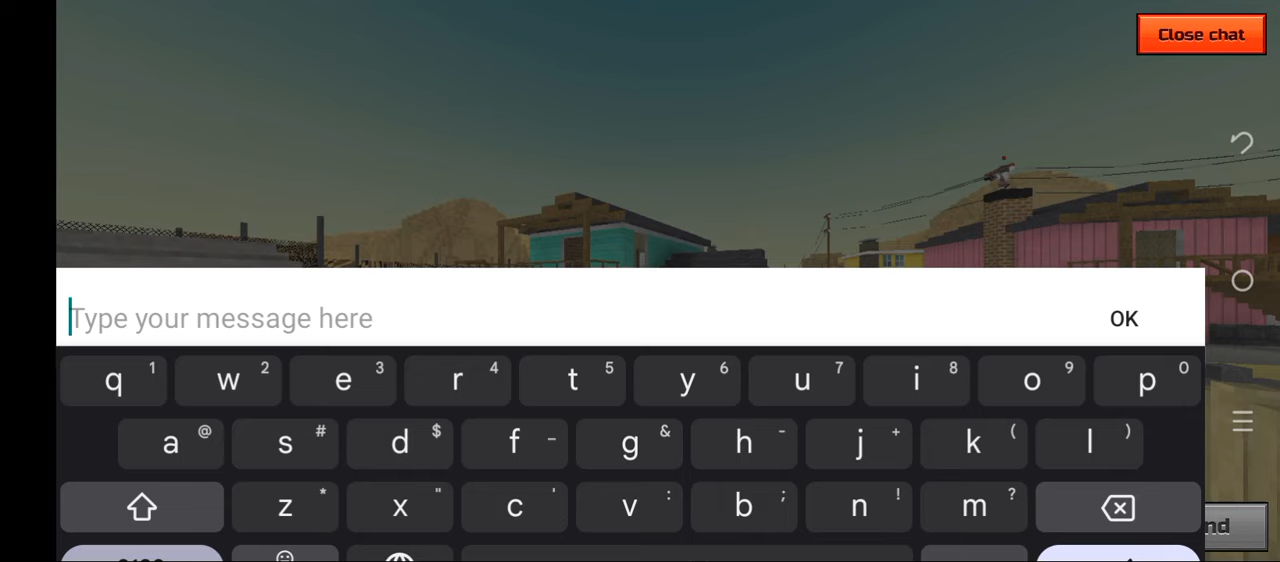 Close chat
Type your message here
OK
q 1 w 2 e 3 r 4 t 5 y 6 u 7 i 8 o 9 p 0
a @ s # d $ f _ g & h - j + k ( l )
z * x " c ' v : b ; n ! m ?
nd